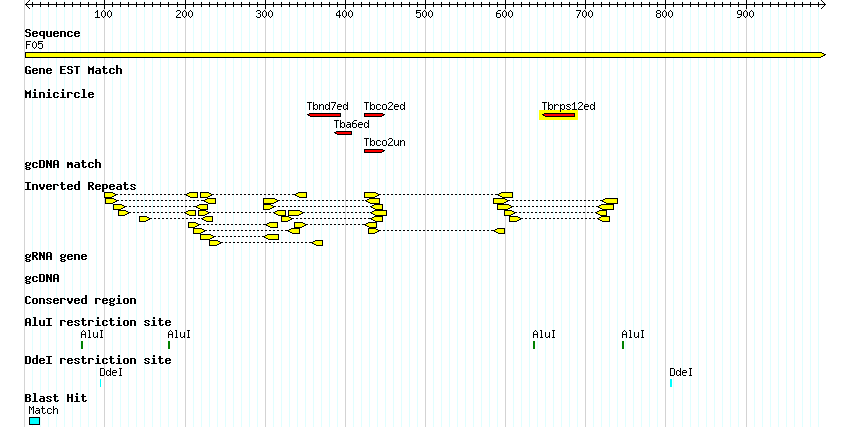 100 200 300 400 500 600 700 800 900
Sequence
F05
Gene EST Match
Minicircle
Tbnd7ed Tbco2ed Tbrps12ed
Tba6ed
Tbco2un
gcDNA match
Inverted Repeats
gRNA gene
gcDNA
Conserved region
AluI restriction site
AluI AluI AluI AluI
DdeI restriction site
DdeI DdeI
Blast Hit
Match